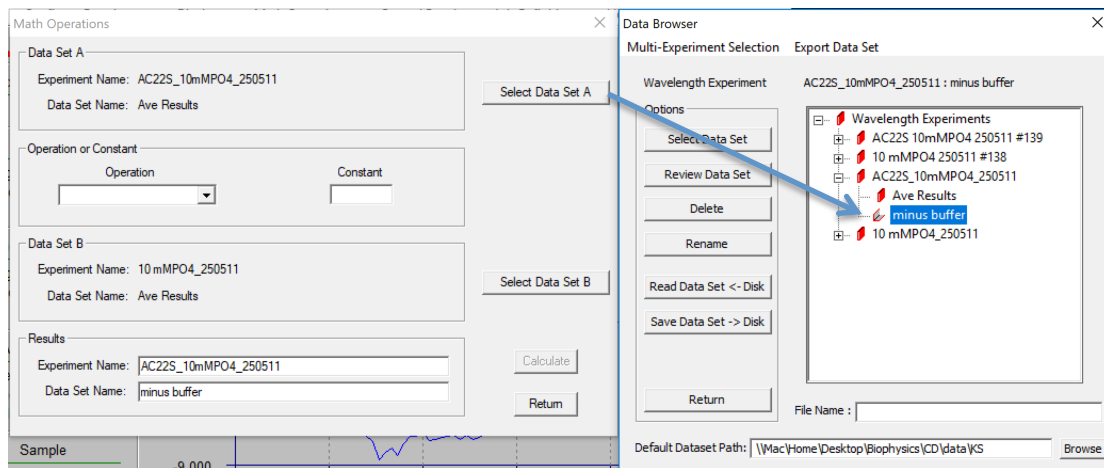 Math Operations
Data Set A
Experiment Name: AC22S_10mMPO4_250511
Data Set Name: Ave Results
Select Data Set A
Operation or Constant
Operation
Constant
Data Set B
Experiment Name: 10 mMPO4_250511
Data Set Name: Ave Results
Select Data Set B
Results
Experiment Name: AC22S_10mMPO4_250511
Data Set Name: minus buffer
Calculate
Return
Sample
-9.000
Data Browser
Multi-Experiment Selection Export Data Set
Wavelength Experiment AC22S_10mMPO4_250511 : minus buffer
Options
Select Data Set
Review Data Set
Delete
Rename
Read Data Set <- Disk
Save Data Set -> Disk
Return
Wavelength Experiments
AC22S 10mMPO4 250511 #139
10 mMPO4 250511 #138
AC22S_10mMPO4_250511
Ave Results
minus buffer
10 mMPO4_250511
File Name :
Default Dataset Path: \\Mac\Home\Desktop\Biophysics\CD\data\KS
Browse